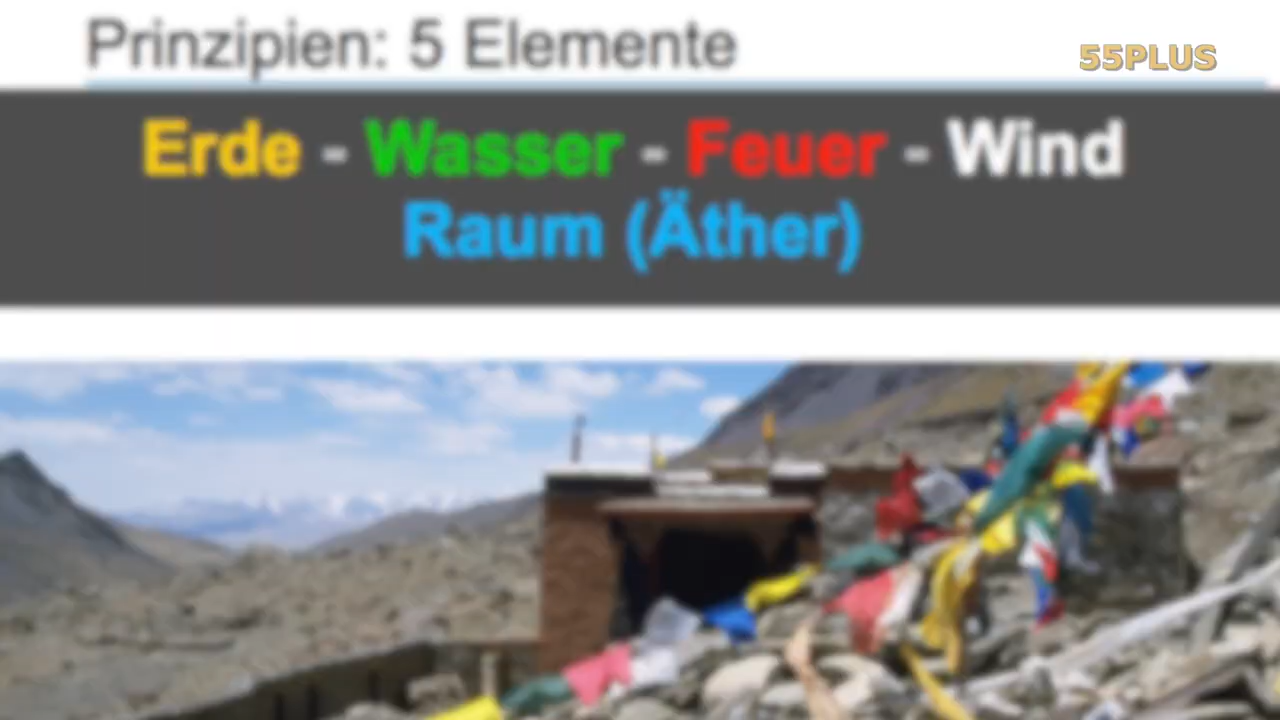 Prinzipien: 5 Elemente
55PLUS
Erde - Wasser - Feuer - Wind
Raum (Äther)